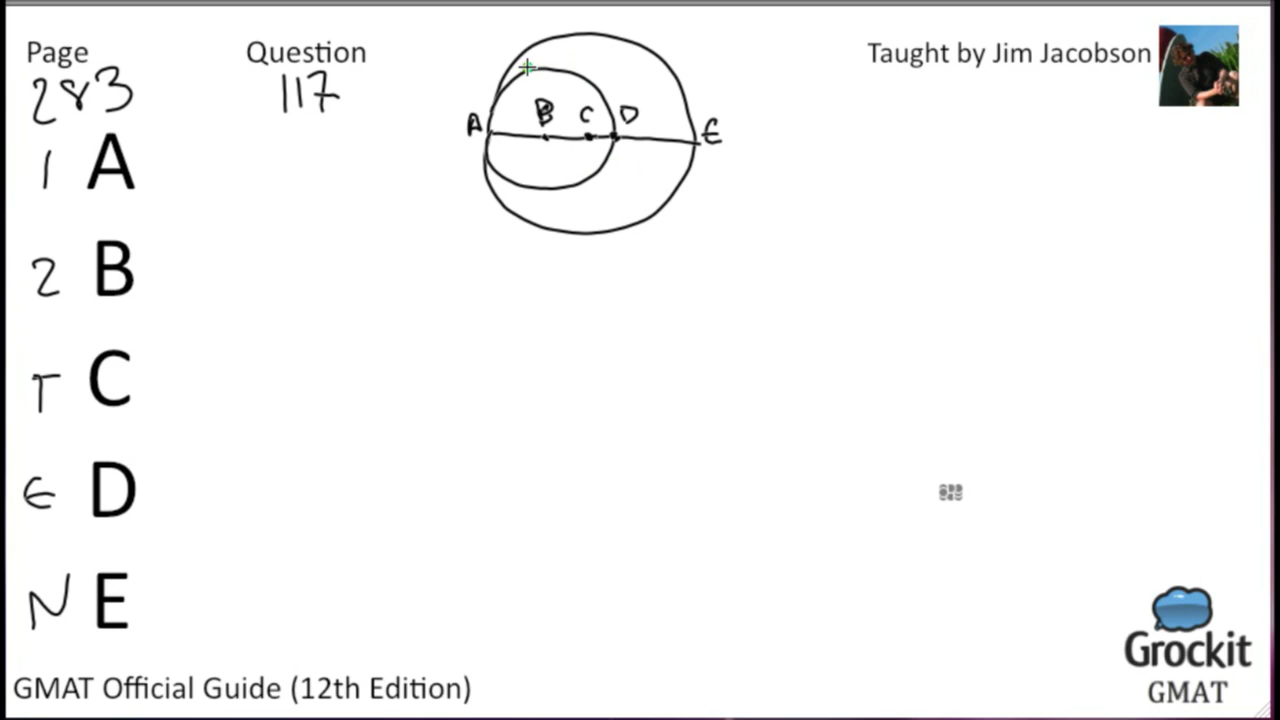 Page
Question
Taught by Jim Jacobson
283
117
A
B
C
D
E
1 A
2 B
T C
E D
N E
GMAT Official Guide (12th Edition)
Grockit
GMAT